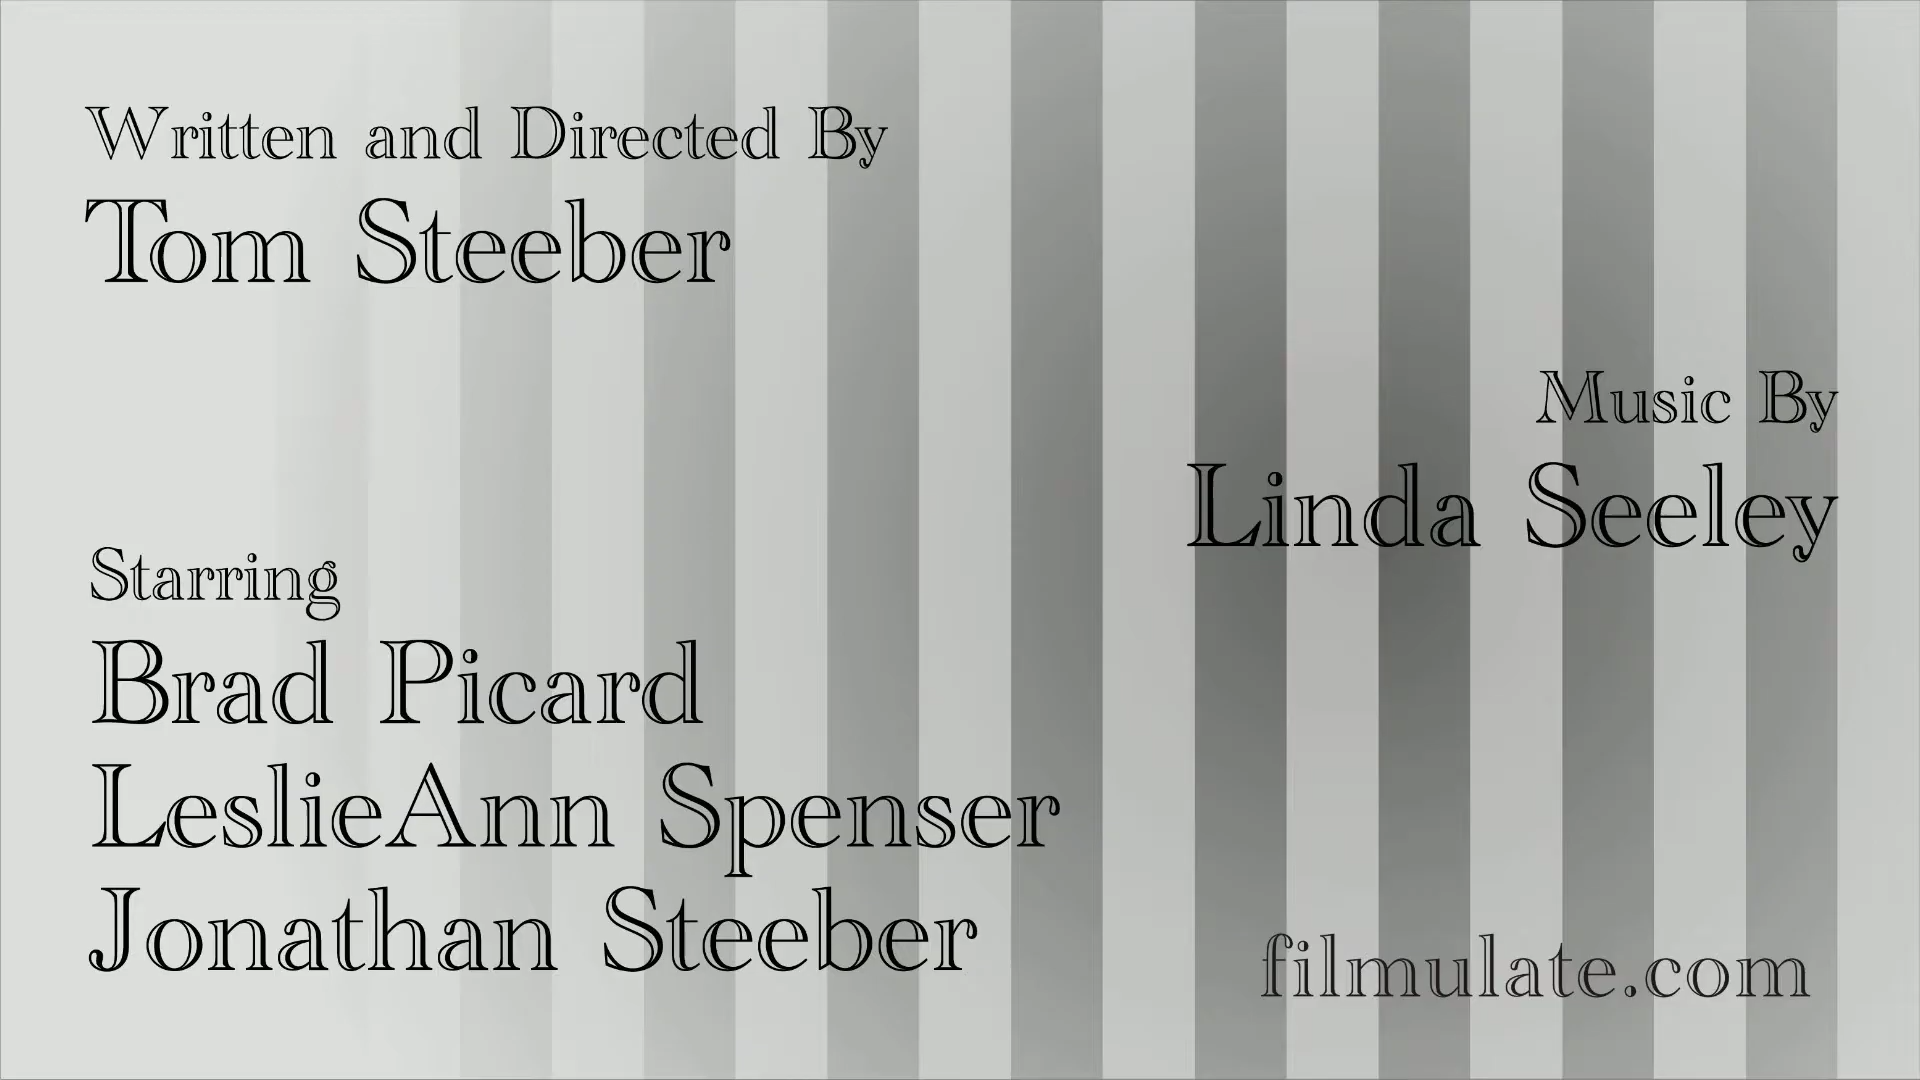 Written and Directed By
Tom Steeber
Music By
Linda Seeley
Starring
Brad Picard
LeslieAnn Spenser
Jonathan Steeber
filmulate.com